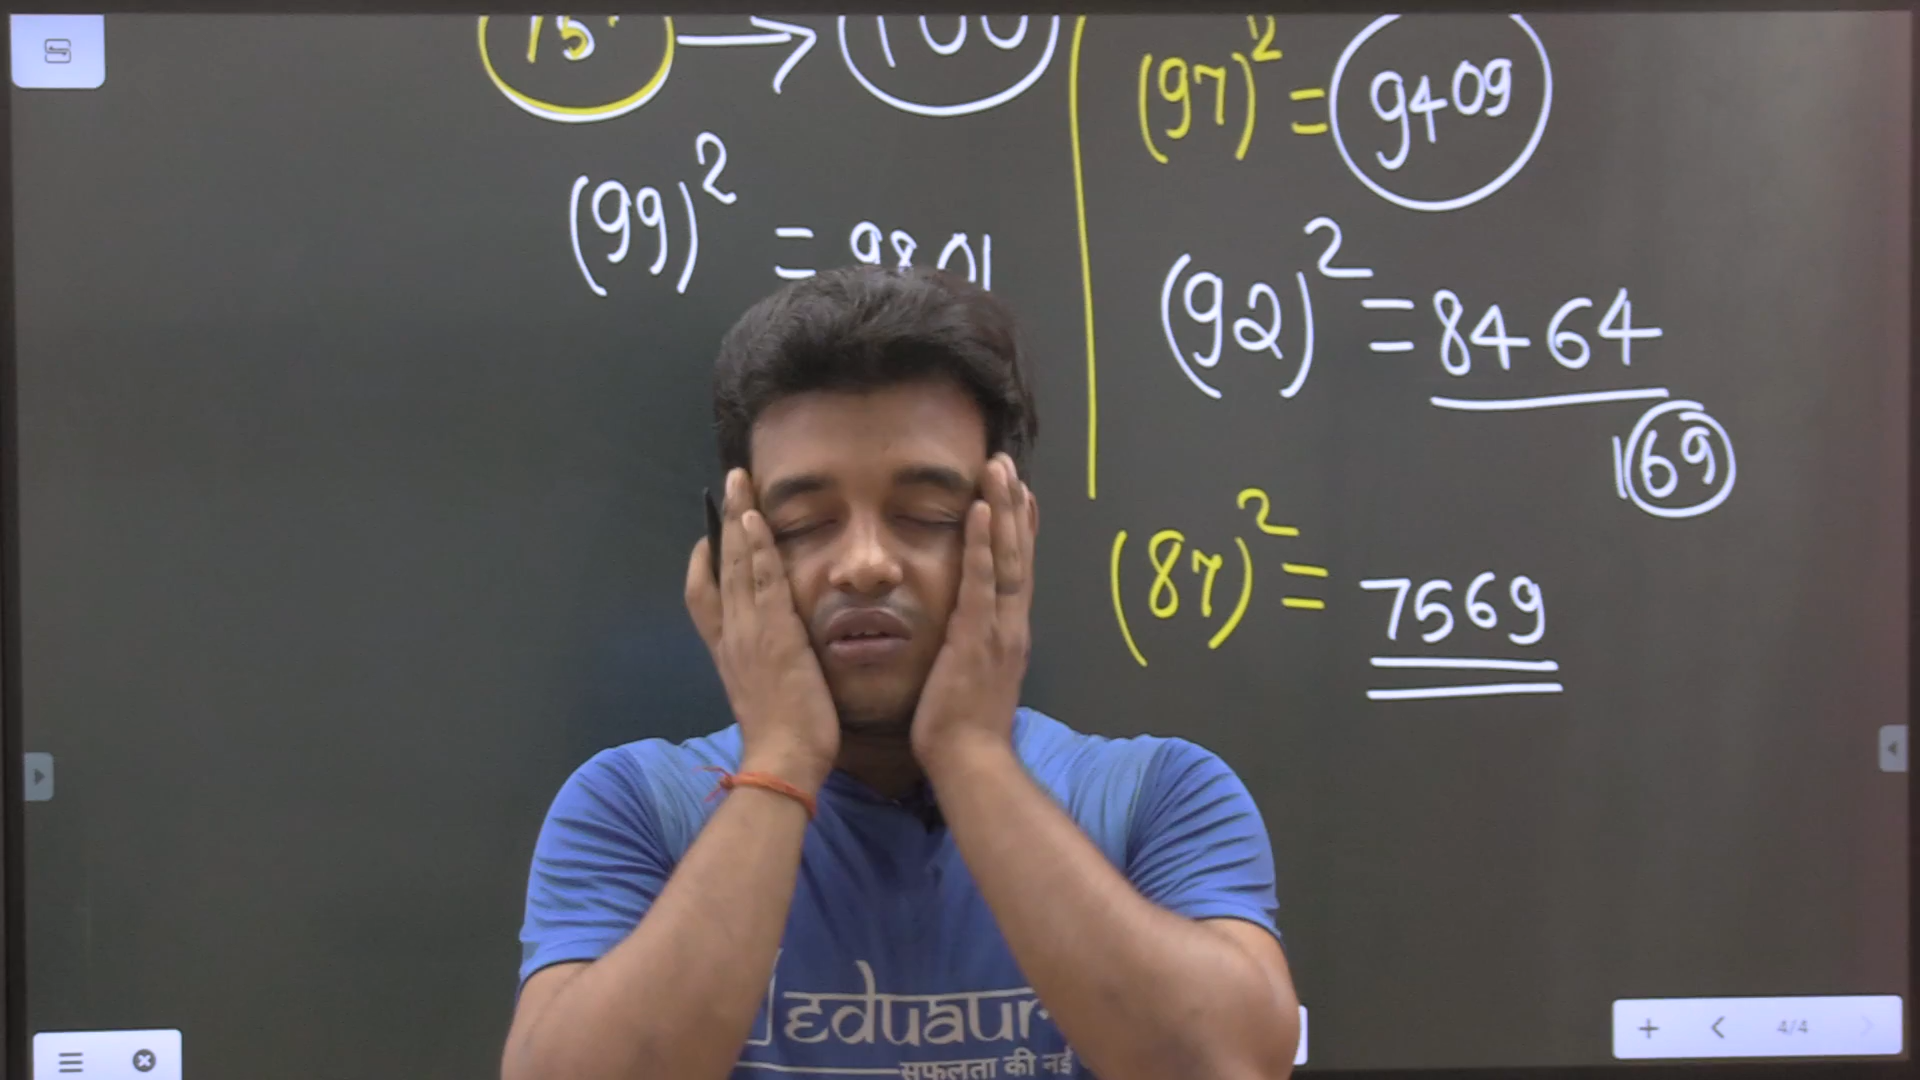 (97)² = 9409
(99)² = 9801
(92)² = 8464
169
(87)² = 7569
eduaur
सफलता की नई
4/4